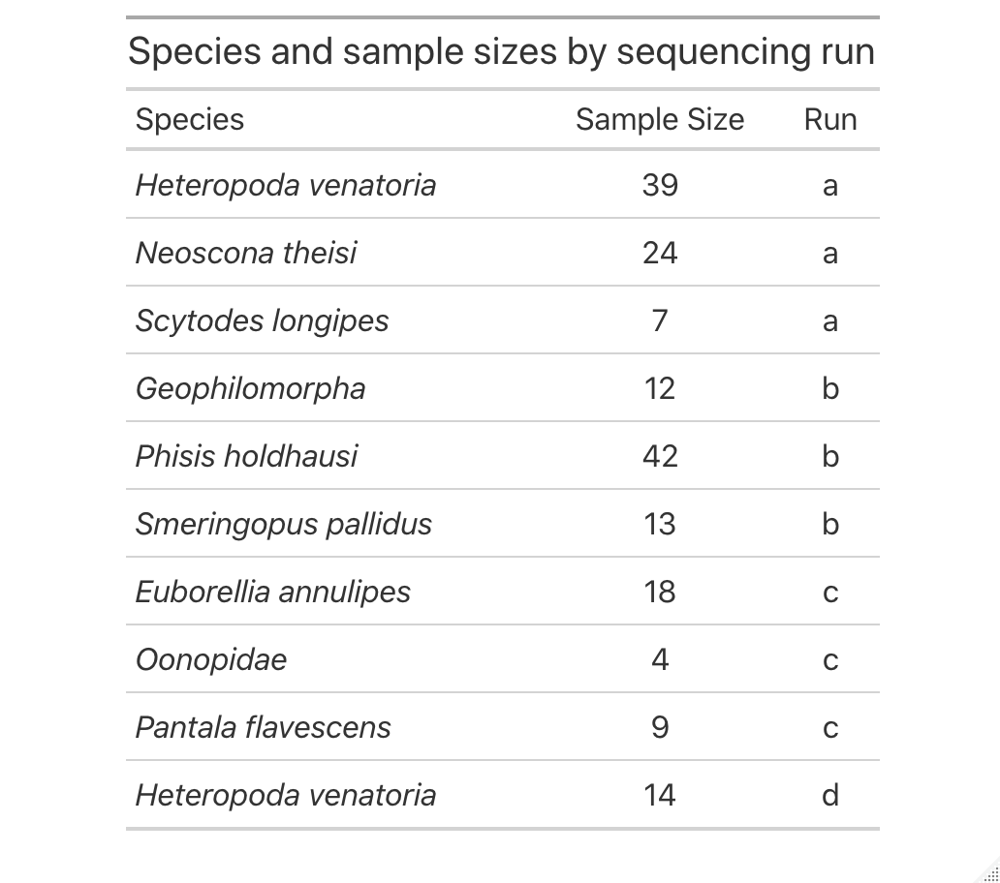 Species and sample sizes by sequencing run
Species Sample Size Run
Heteropoda venatoria 39 a
Neoscona theisi 24 a
Scytodes longipes 7 a
Geophilomorpha 12 b
Phisis holdhausi 42 b
Smeringopus pallidus 13 b
Euborellia annulipes 18 c
Oonopidae 4 c
Pantala flavescens 9 c
Heteropoda venatoria 14 d